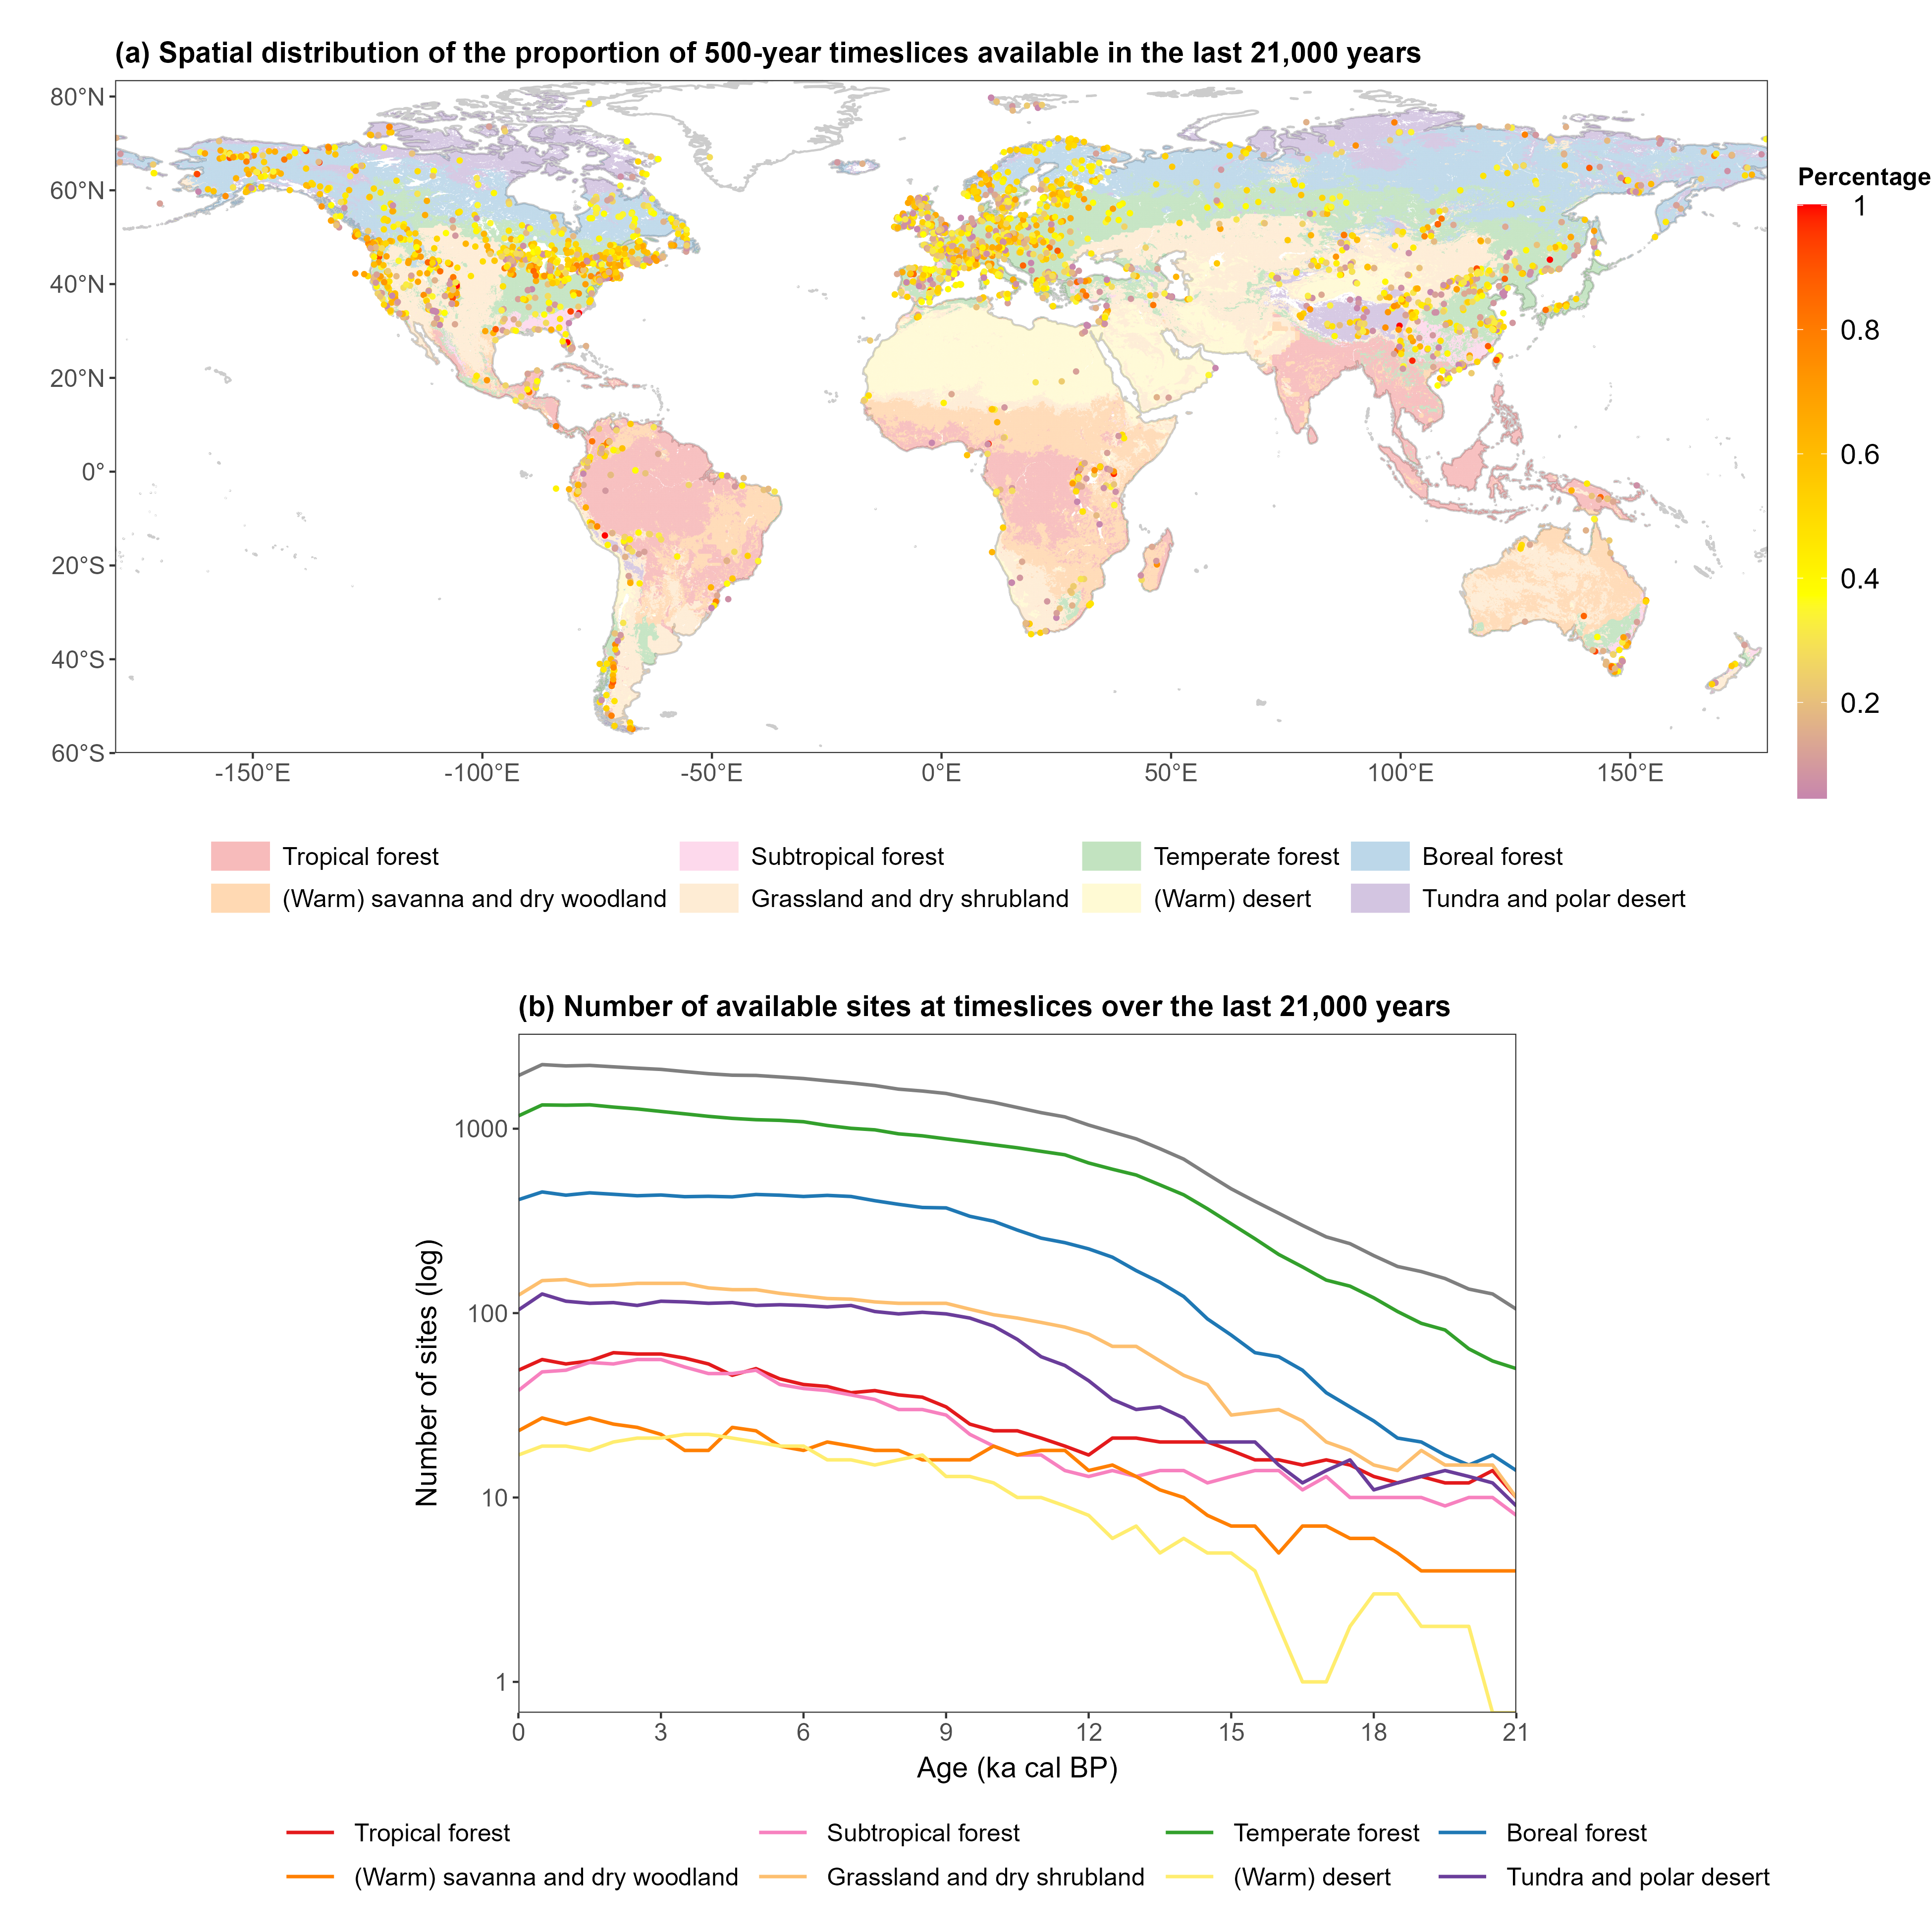 (a) Spatial distribution of the proportion of 500-year timeslices available in the last 21,000 years
80°N
60°N
40°N
20°N
0°
20°S
40°S
60°S
-150°E
-100°E
-50°E
0°E
50°E
100°E
150°E
Percentage
1
0.8
0.6
0.4
0.2
Tropical forest
Subtropical forest
Temperate forest
Boreal forest
(Warm) savanna and dry woodland
Grassland and dry shrubland
(Warm) desert
Tundra and polar desert
(b) Number of available sites at timeslices over the last 21,000 years
Number of sites (log)
1000
100
10
1
0
3
6
9
12
15
18
21
Age (ka cal BP)
Tropical forest
Subtropical forest
Temperate forest
Boreal forest
(Warm) savanna and dry woodland
Grassland and dry shrubland
(Warm) desert
Tundra and polar desert